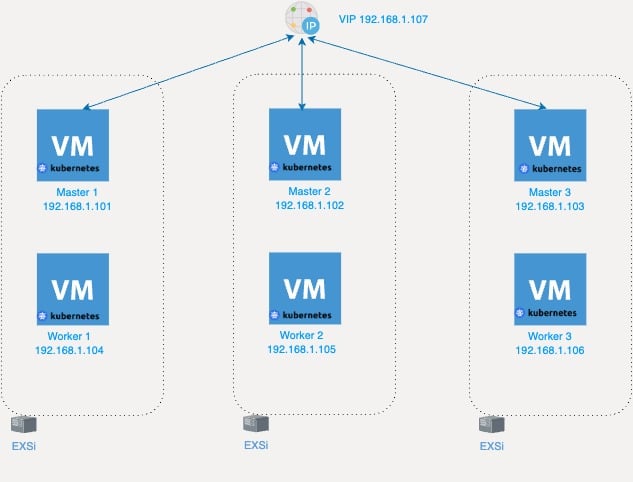 IP
VIP 192.168.1.107
VM
kubernetes
Master 1
192.168.1.101
VM
kubernetes
Master 2
192.168.1.102
VM
kubernetes
Master 3
192.168.1.103
VM
kubernetes
Worker 1
192.168.1.104
VM
kubernetes
Worker 2
192.168.1.105
VM
kubernetes
Worker 3
192.168.1.106
EXSi
EXSi
EXSi